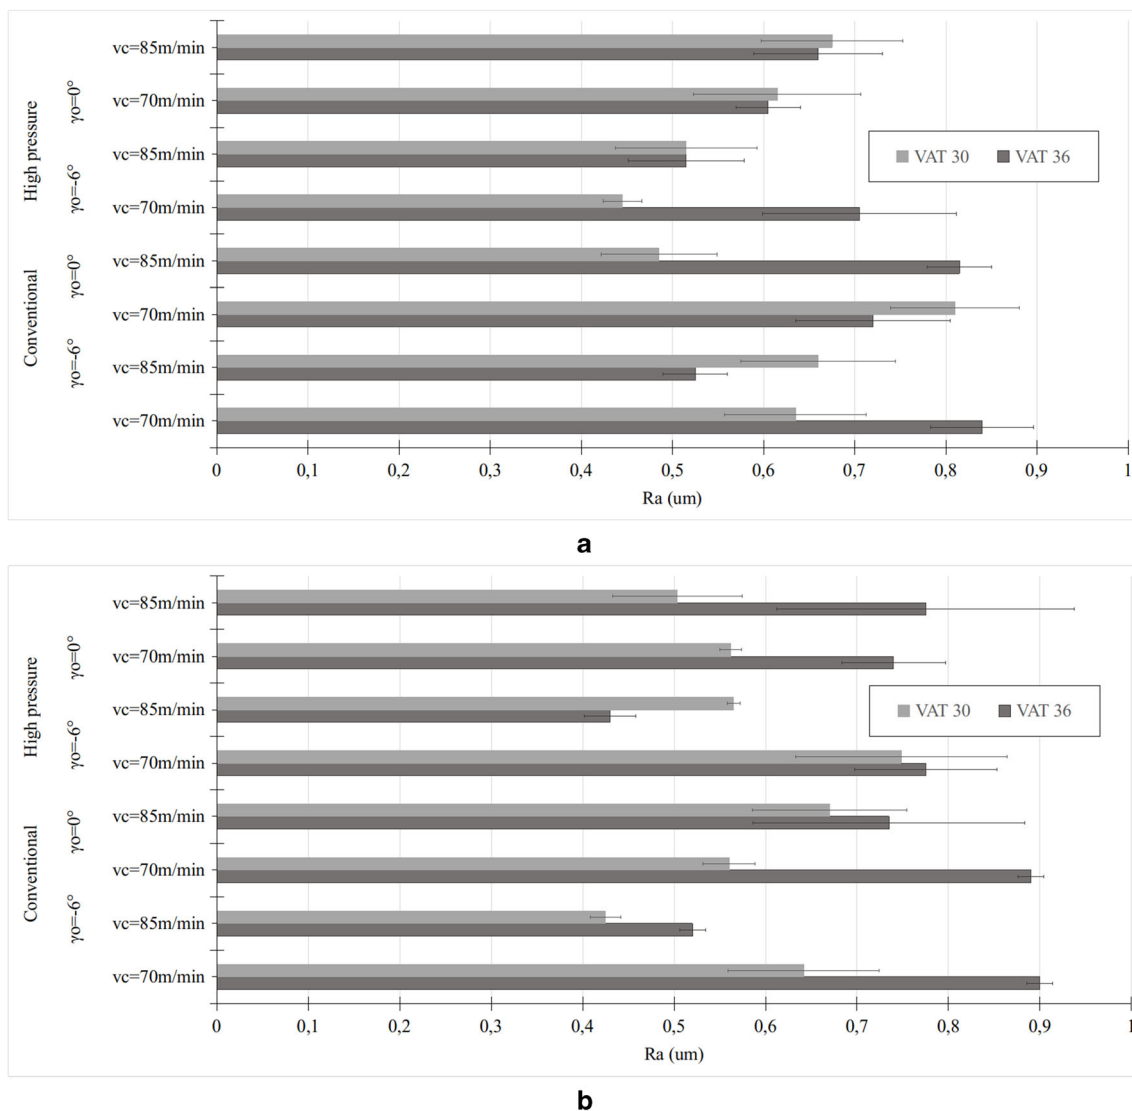 High pressure
γo=0°
vc=85m/min
vc=70m/min
γo=-6°
vc=85m/min
vc=70m/min
Conventional
γo=0°
vc=85m/min
vc=70m/min
γo=-6°
vc=85m/min
vc=70m/min
VAT 30 VAT 36
0 0,1 0,2 0,3 0,4 0,5 0,6 0,7 0,8 0,9 1
Ra (um)
a
High pressure
γo=0°
vc=85m/min
vc=70m/min
γo=-6°
vc=85m/min
vc=70m/min
Conventional
γo=0°
vc=85m/min
vc=70m/min
γo=-6°
vc=85m/min
vc=70m/min
VAT 30 VAT 36
0 0,1 0,2 0,3 0,4 0,5 0,6 0,7 0,8 0,9 1
Ra (um)
b